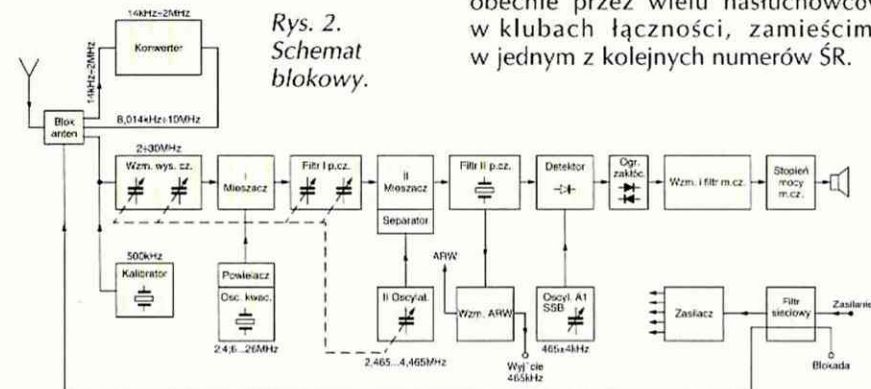 obecnie przez wielu nasłuchowców
w klubach łączności, zamieścim
w jednym z kolejnych numerów ŚR.
Rys. 2.
Schemat
blokowy.
14kHz÷2MHz
Konwerter
14kHz÷2MHz
8,014kHz÷10MHz
Blok
anten
2÷30MHz
Wzm. wys. cz.
I
Mieszacz
Filtr I p.cz.
II
Mieszacz
Separator
Filtr II p.cz.
Detektor
Ogr.
zakłóc.
Wzm. i filtr m.cz.
Stopień
mocy
m.cz.
500kHz
Kalibrator
Powielacz
Osc. kwac.
2,4,6...26MHz
II Oscylat.
2,465...4,465MHz
ARW
Wzm. ARW
Wyj´cie
465kHz
Oscyl. A1
SSB
465±4kHz
Zasilacz
Filtr
sieciowy
Zasilanie
Blokada